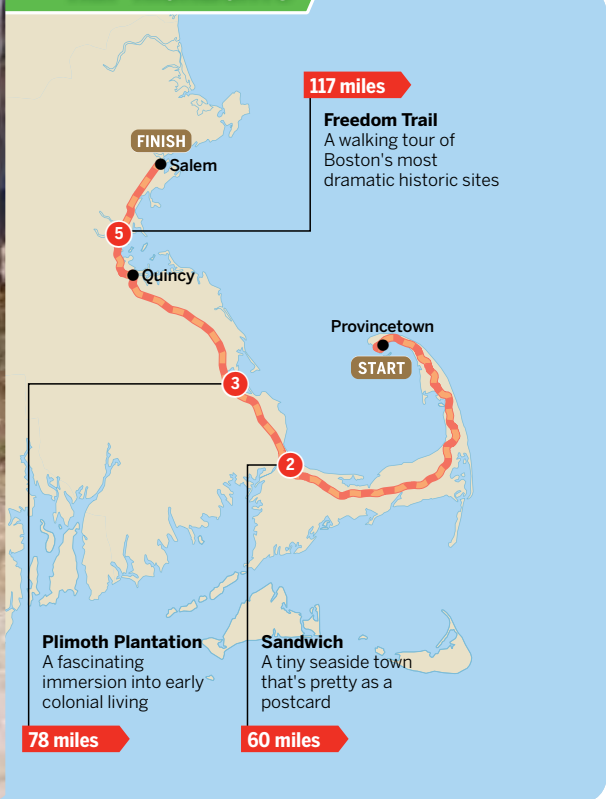 117 miles
Freedom Trail
A walking tour of
Boston's most
dramatic historic sites
FINISH
Salem
5
Quincy
Provincetown
START
3
2
Plimoth Plantation
A fascinating
immersion into early
colonial living
78 miles
Sandwich
A tiny seaside town
that's pretty as a
postcard
60 miles